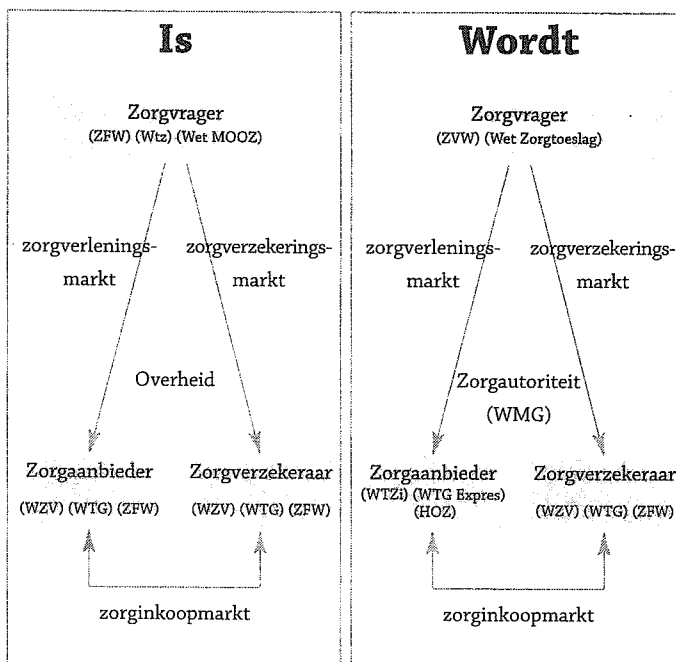 Is
Zorgvrager
(ZFW) (Wtz) (Wet MOOZ)
zorgverlenings-
markt
zorgverzekerings-
markt
Overheid
Zorgaanbieder
(WZV) (WTG) (ZFW)
Zorgverzekeraar
(WZV) (WTG) (ZFW)
zorginkoopmarkt
Wordt
Zorgvrager
(ZVW) (Wet Zorgtoeslag)
zorgverlenings-
markt
zorgverzekerings-
markt
Zorgautoriteit
(WMG)
Zorgaanbieder
(WTZi) (WTG Expres)
(HOZ)
Zorgverzekeraar
(WZV) (WTG) (ZFW)
zorginkoopmarkt